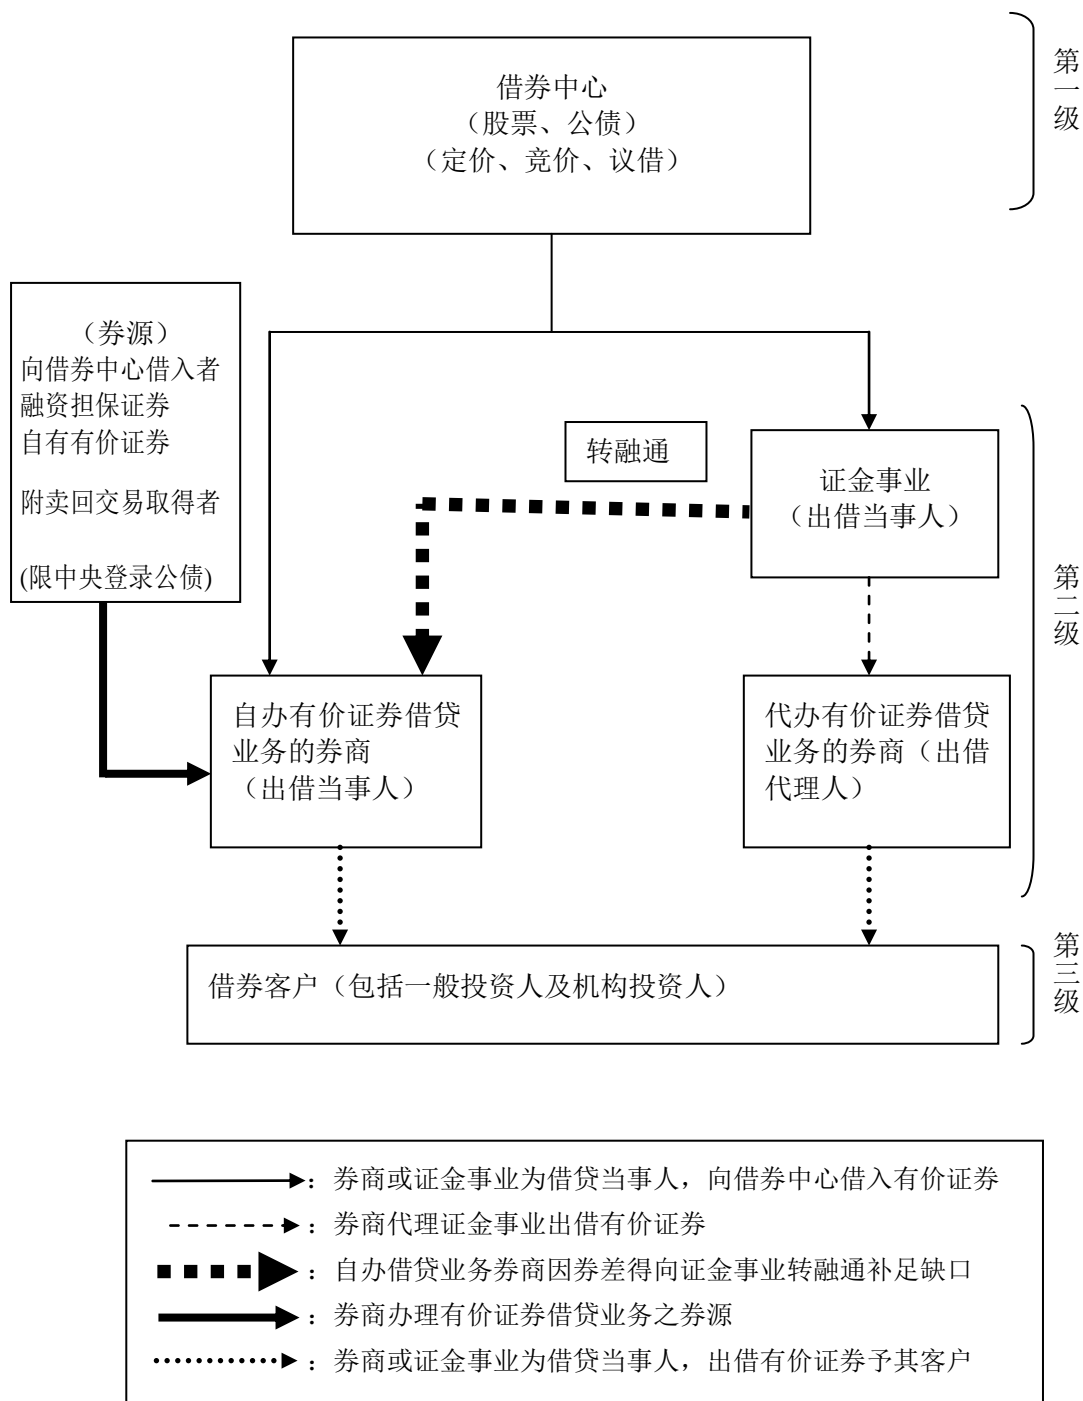 借券中心
（股票、公债）
（定价、竞价、议借）
第一级
（券源）
向借券中心借入者
融资担保证券
自有有价证券
附卖回交易取得者
(限中央登录公债)
转融通
证金事业
（出借当事人）
第二级
自办有价证券借贷
业务的券商
（出借当事人）
代办有价证券借贷
业务的券商（出借
代理人）
借券客户（包括一般投资人及机构投资人）
第三级
：券商或证金事业为借贷当事人，向借券中心借入有价证券
：券商代理证金事业出借有价证券
：自办借贷业务券商因券差得向证金事业转融通补足缺口
：券商办理有价证券借贷业务之券源
：券商或证金事业为借贷当事人，出借有价证券予其客户